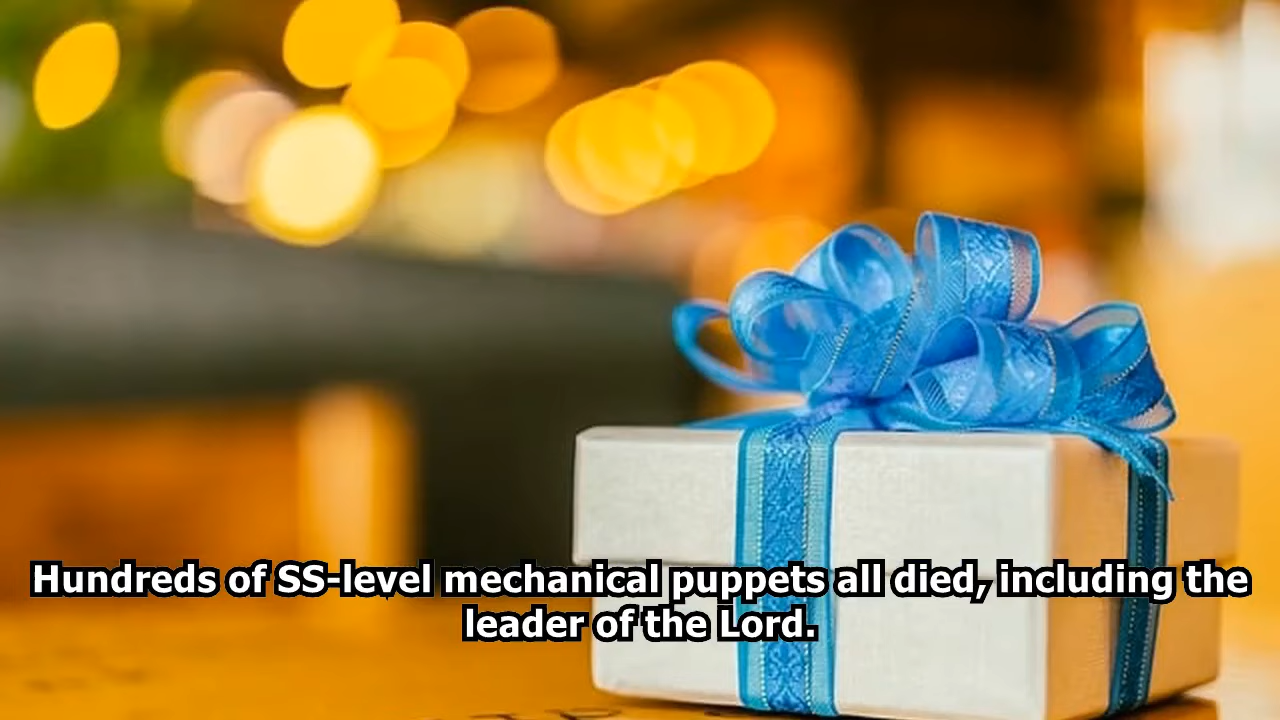 Hundreds of SS-level mechanical puppets all died, including the
leader of the Lord.